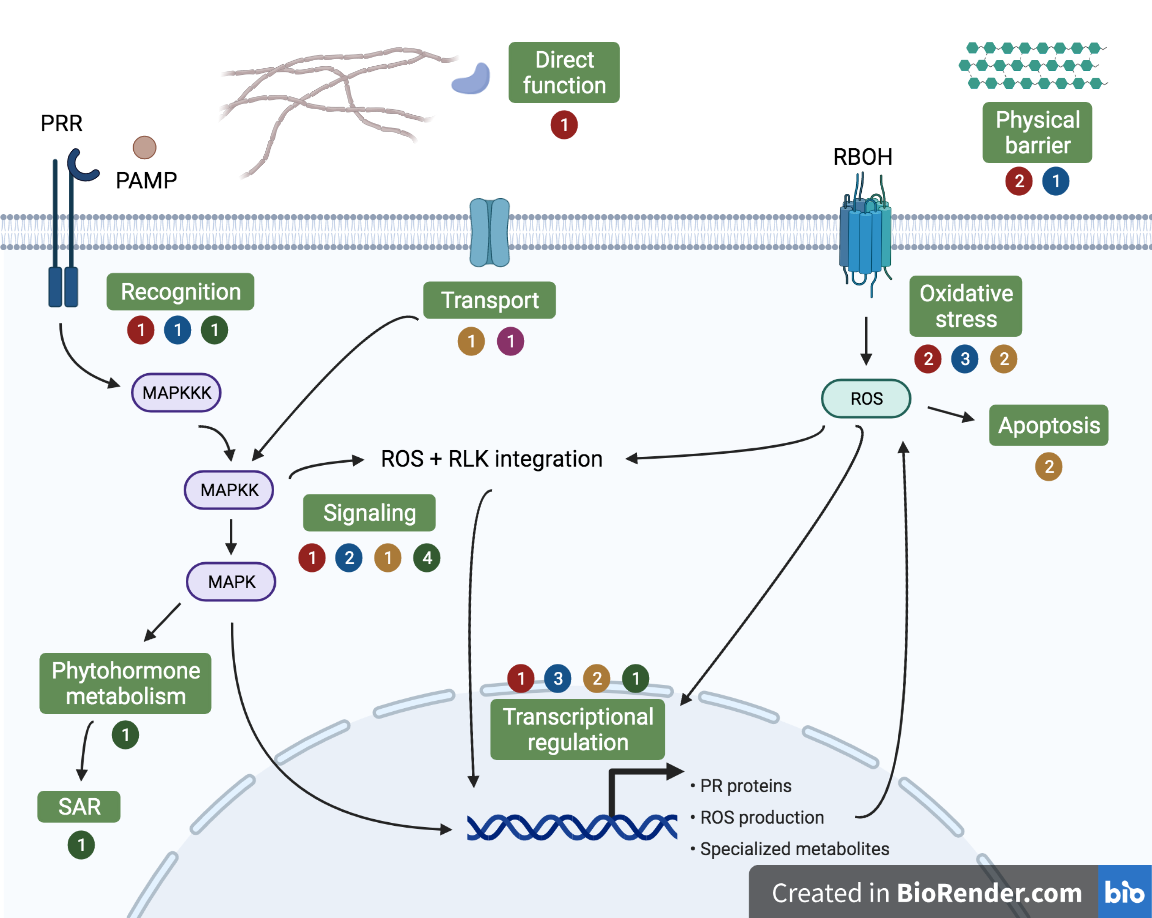 Direct
function
1
Physical
barrier
2 1
PRR
PAMP
RBOH
Recognition
1 1 1
Transport
1 1
Oxidative
stress
2 3 2
MAPKKK
ROS
Apoptosis
2
MAPKK
ROS + RLK integration
Signaling
1 2 1 4
MAPK
Phytohormone
metabolism
1
1 3 2 1
Transcriptional
regulation
SAR
1
• PR proteins
• ROS production
• Specialized metabolites
Created in BioRender.com bio